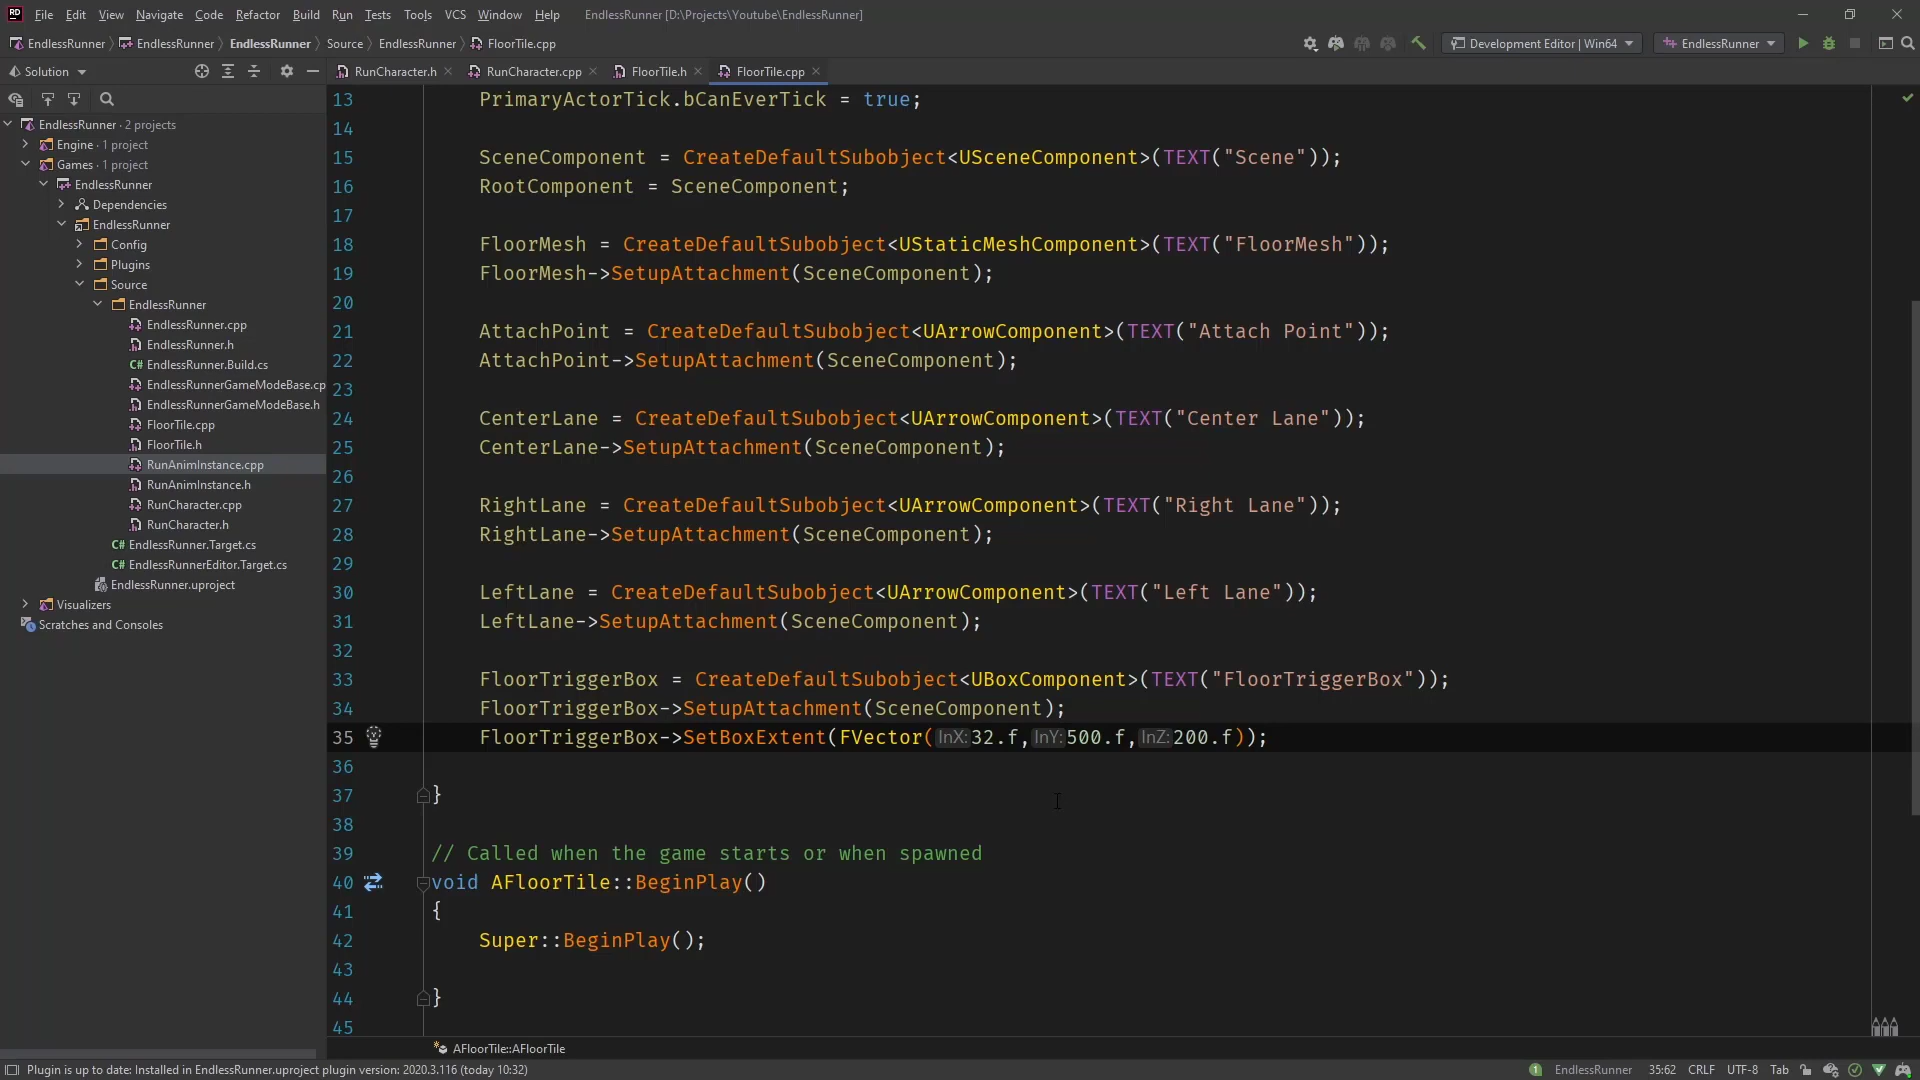 RD File Edit View Navigate Code Refactor Build Run Tests Tools VCS Window Help EndlessRunner [D:\Projects\Youtube\EndlessRunner]
EndlessRunner EndlessRunner EndlessRunner Source EndlessRunner FloorTile.cpp Development Editor | Win64 EndlessRunner
Solution RunCharacter.h RunCharacter.cpp FloorTile.h FloorTile.cpp
EndlessRunner · 2 projects
Engine · 1 project
Games · 1 project
EndlessRunner
Dependencies
EndlessRunner
Config
Plugins
Source
EndlessRunner
EndlessRunner.cpp
EndlessRunner.h
C# EndlessRunner.Build.cs
EndlessRunnerGameModeBase.cp
EndlessRunnerGameModeBase.h
FloorTile.cpp
FloorTile.h
RunAnimInstance.cpp
RunAnimInstance.h
RunCharacter.cpp
RunCharacter.h
C# EndlessRunner.Target.cs
C# EndlessRunnerEditor.Target.cs
EndlessRunner.uproject
Visualizers
Scratches and Consoles
13 PrimaryActorTick.bCanEverTick = true;
14
15 SceneComponent = CreateDefaultSubobject<USceneComponent>(TEXT("Scene"));
16 RootComponent = SceneComponent;
17
18 FloorMesh = CreateDefaultSubobject<UStaticMeshComponent>(TEXT("FloorMesh"));
19 FloorMesh->SetupAttachment(SceneComponent);
20
21 AttachPoint = CreateDefaultSubobject<UArrowComponent>(TEXT("Attach Point"));
22 AttachPoint->SetupAttachment(SceneComponent);
23
24 CenterLane = CreateDefaultSubobject<UArrowComponent>(TEXT("Center Lane"));
25 CenterLane->SetupAttachment(SceneComponent);
26
27 RightLane = CreateDefaultSubobject<UArrowComponent>(TEXT("Right Lane"));
28 RightLane->SetupAttachment(SceneComponent);
29
30 LeftLane = CreateDefaultSubobject<UArrowComponent>(TEXT("Left Lane"));
31 LeftLane->SetupAttachment(SceneComponent);
32
33 FloorTriggerBox = CreateDefaultSubobject<UBoxComponent>(TEXT("FloorTriggerBox"));
34 FloorTriggerBox->SetupAttachment(SceneComponent);
35 FloorTriggerBox->SetBoxExtent(FVector(InX:32.f,InY:500.f,InZ:200.f));
36
37 }
38
39 // Called when the game starts or when spawned
40 void AFloorTile::BeginPlay()
41 {
42 Super::BeginPlay();
43
44 }
45
AFloorTile::AFloorTile
Plugin is up to date: Installed in EndlessRunner.uproject plugin version: 2020.3.116 (today 10:32) 1 EndlessRunner 35:62 CRLF UTF-8 Tab